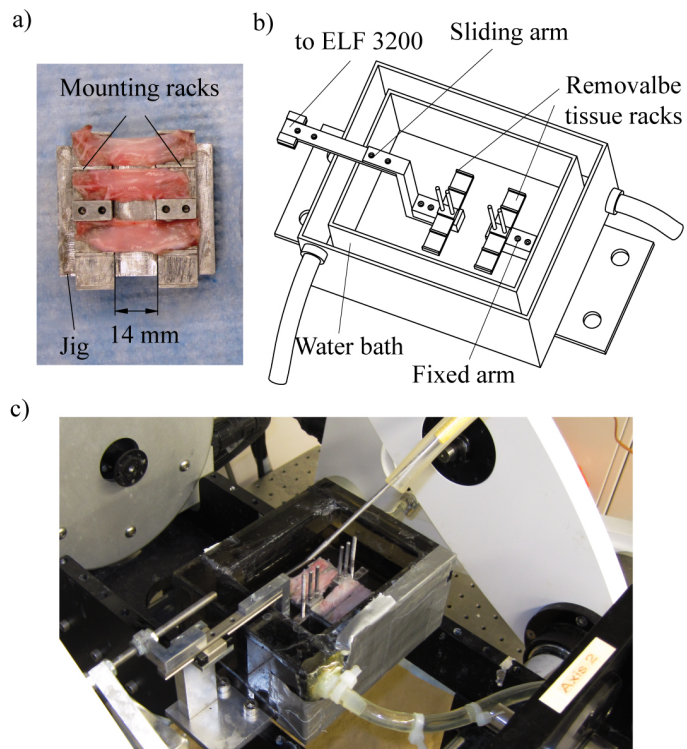 a)
Mounting racks
14 mm
Jig
b)
to ELF 3200
Sliding arm
Removalbe
tissue racks
Water bath
Fixed arm
c)
Axis 2